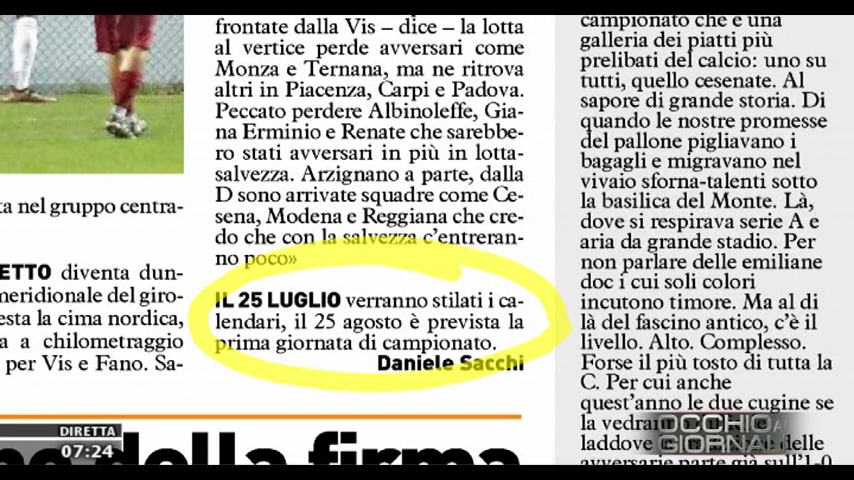 frontate dalla Vis – dice – la lotta
al vertice perde avversari come
Monza e Ternana, ma ne ritrova
altri in Piacenza, Carpi e Padova.
Peccato perdere Albinoleffe, Gia-
na Erminio e Renate che sarebbe-
ro stati avversari in più in lotta-
salvezza. Arzignano a parte, dalla
D sono arrivate squadre come Ce-
sena, Modena e Reggiana che cre-
do che con la salvezza c'entreran-
no poco»
IL 25 LUGLIO verranno stilati i ca-
lendari, il 25 agosto è prevista la
prima giornata di campionato.
Daniele Sacchi
ta nel gruppo centra-
ETTO diventa dun-
meridionale del giro-
esta la cima nordica,
a a chilometraggio
per Vis e Fano. Sa-
della firma
campionato che è una
galleria dei piatti più
prelibati del calcio: uno su
tutti, quello cesenate. Al
sapore di grande storia. Di
quando le nostre promesse
del pallone pigliavano i
bagagli e migravano nel
vivaio sforna-talenti sotto
la basilica del Monte. Là,
dove si respirava serie A e
aria da grande stadio. Per
non parlare delle emiliane
doc i cui soli colori
incutono timore. Ma al di
là del fascino antico, c'è il
livello. Alto. Complesso.
Forse il più tosto di tutta la
C. Per cui anche
quest'anno le due cugine se
la vedranno
laddove delle
avversarie parte già sull'1-0
DIRETTA
07:24
OCCHIO AI
GIORNALI